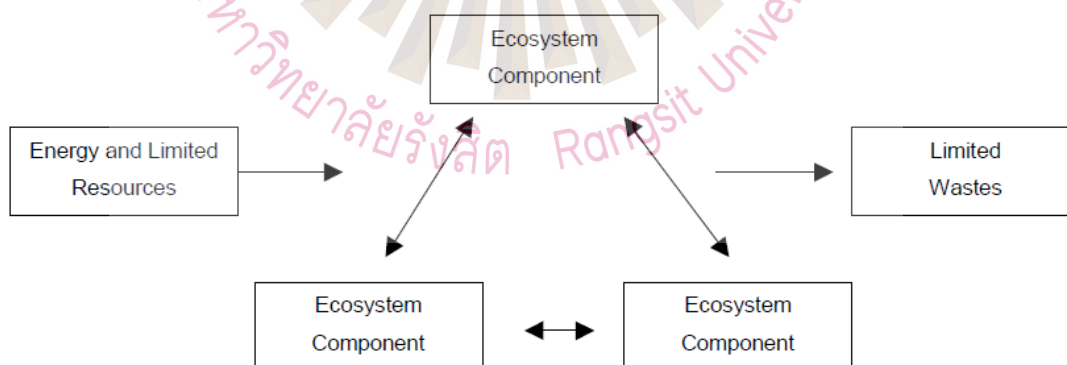 Ecosystem
Component
มหาวิทยาลัยรังสิต Rangsit
Energy and Limited
Resources
Limited
Wastes
Ecosystem
Component
Ecosystem
Component